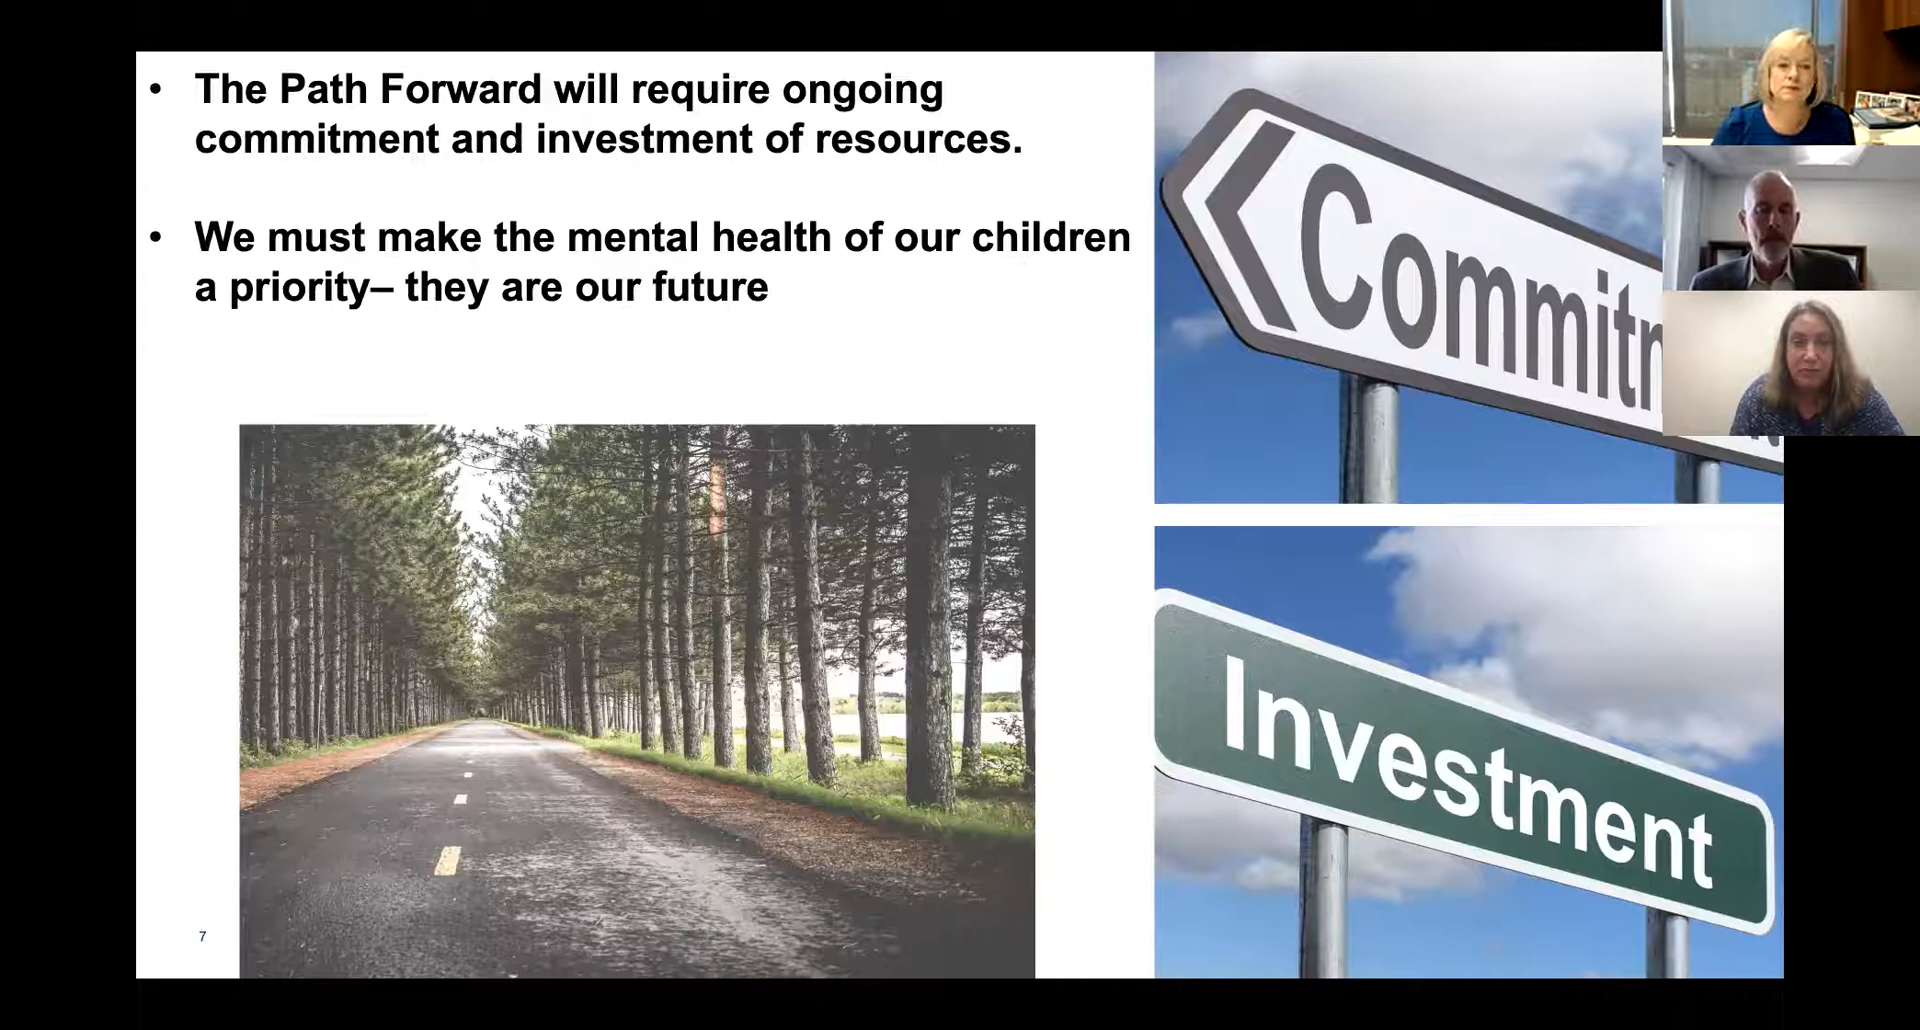 • The Path Forward will require ongoing
commitment and investment of resources.
• We must make the mental health of our children
a priority– they are our future
Investment
7